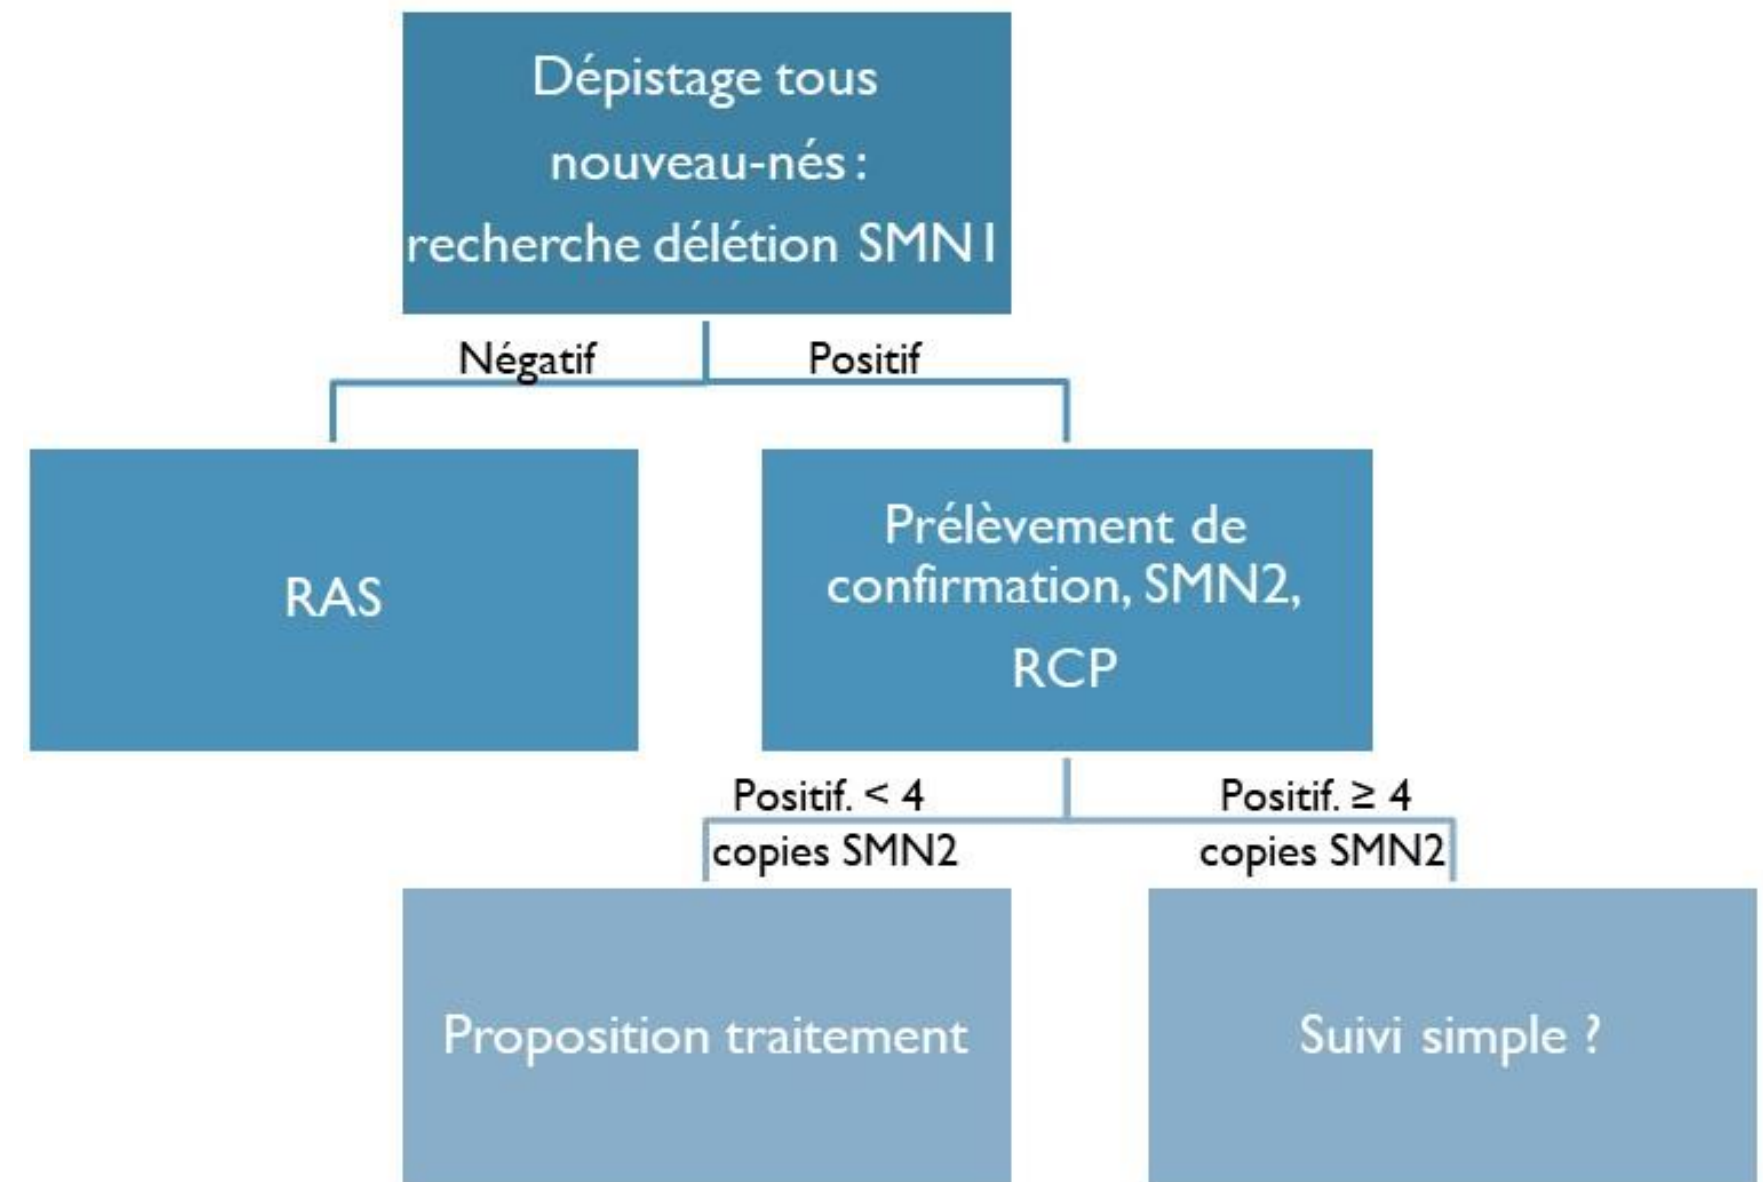 Dépistage tous
nouveau-nés :
recherche délétion SMN1
Négatif
Positif
RAS
Prélèvement de
confirmation, SMN2,
RCP
Positif. < 4
copies SMN2
Positif. ≥ 4
copies SMN2
Proposition traitement
Suivi simple ?